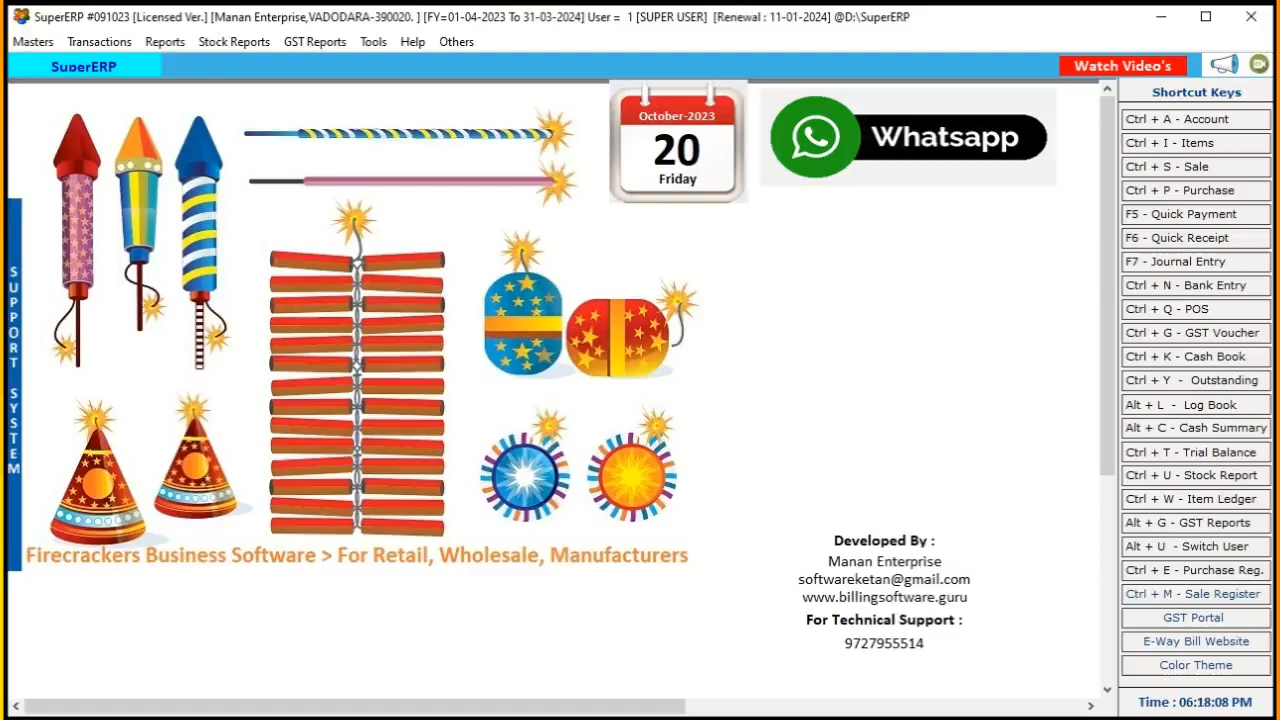 SuperERP #091023 [Licensed Ver.] [Manan Enterprise,VADODARA-390020. ] [FY=01-04-2023 To 31-03-2024] User = 1 [SUPER USER] [Renewal : 11-01-2024] @D:\SuperERP
Masters Transactions Reports Stock Reports GST Reports Tools Help Others
SuperERP
Watch Video's
SUPPORT SYSTEM
October-2023
20
Friday
Whatsapp
Firecrackers Business Software > For Retail, Wholesale, Manufacturers
Developed By :
Manan Enterprise
softwareketan@gmail.com
www.billingsoftware.guru
For Technical Support :
9727955514
Shortcut Keys
Ctrl + A - Account
Ctrl + I - Items
Ctrl + S - Sale
Ctrl + P - Purchase
F5 - Quick Payment
F6 - Quick Receipt
F7 - Journal Entry
Ctrl + N - Bank Entry
Ctrl + Q - POS
Ctrl + G - GST Voucher
Ctrl + K - Cash Book
Ctrl + Y - Outstanding
Alt + L - Log Book
Alt + C - Cash Summary
Ctrl + T - Trial Balance
Ctrl + U - Stock Report
Ctrl + W - Item Ledger
Alt + G - GST Reports
Alt + U - Switch User
Ctrl + E - Purchase Reg.
Ctrl + M - Sale Register
GST Portal
E-Way Bill Website
Color Theme
Time : 06:18:08 PM